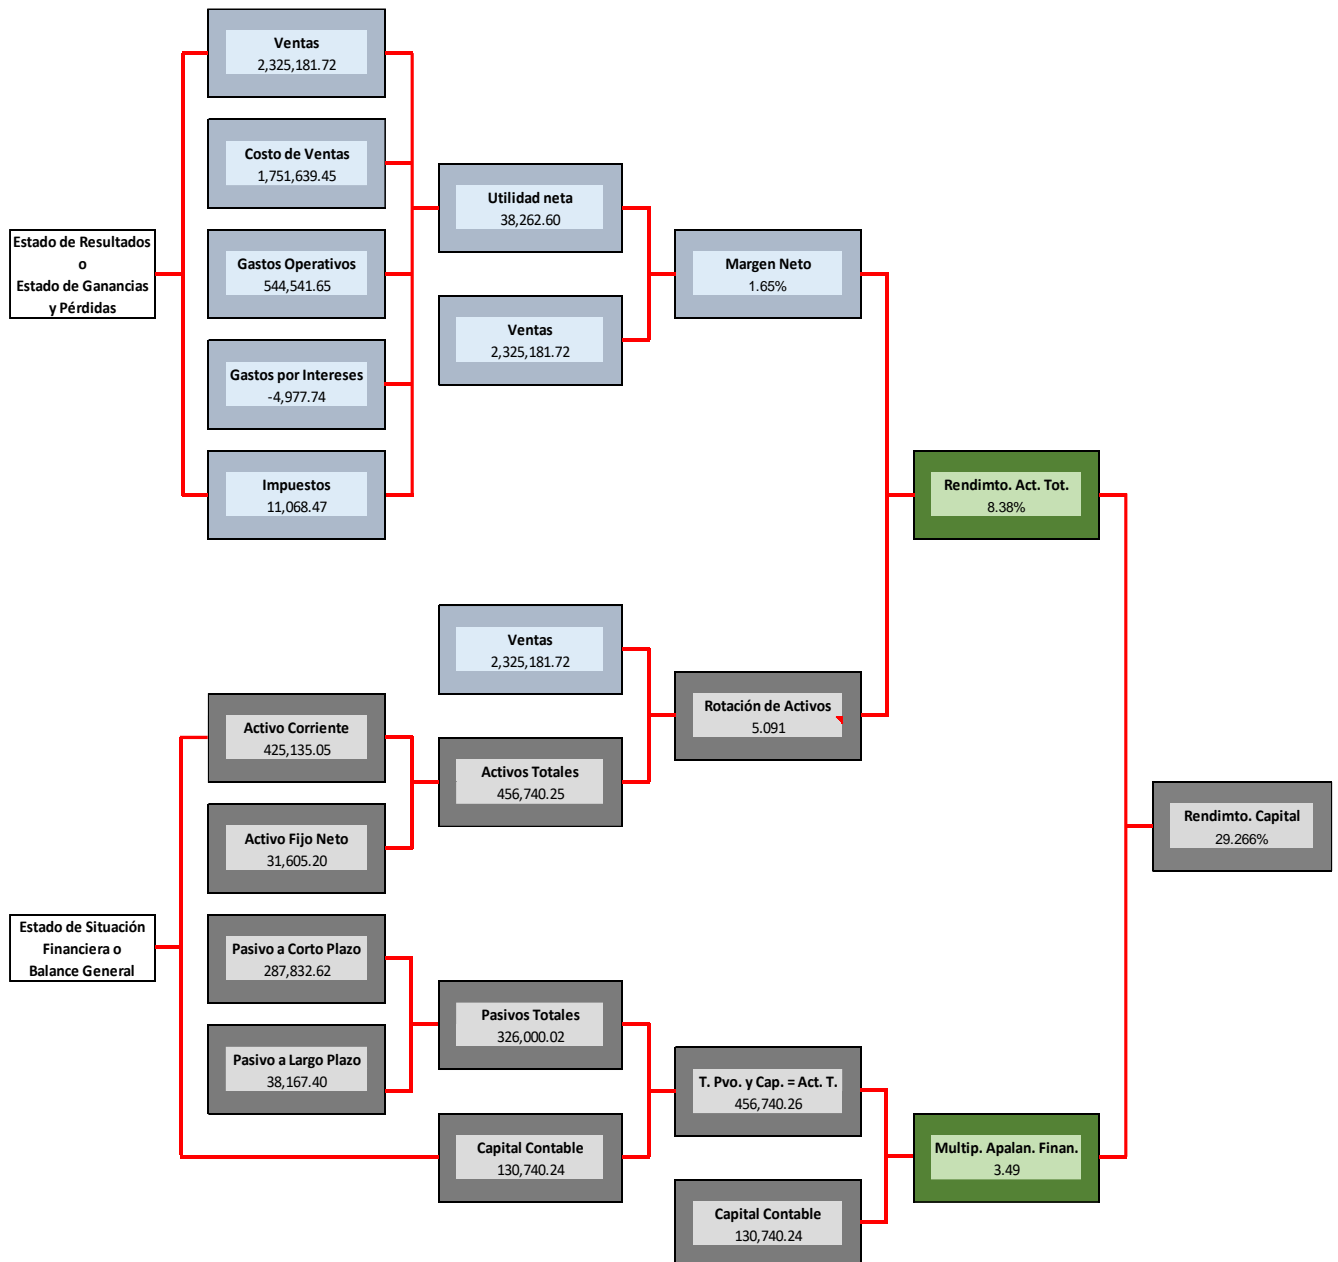 Ventas
2,325,181.72
Costo de Ventas
1,751,639.45
Utilidad neta
38,262.60
Estado de Resultados
o
Estado de Ganancias
y Pérdidas
Gastos Operativos
544,541.65
Margen Neto
1.65%
Ventas
2,325,181.72
Gastos por Intereses
-4,977.74
Impuestos
11,068.47
Rendimto. Act. Tot.
8.38%
Ventas
2,325,181.72
Rotación de Activos
5.091
Activo Corriente
425,135.05
Activos Totales
456,740.25
Rendimto. Capital
29.266%
Activo Fijo Neto
31,605.20
Estado de Situación
Financiera o
Balance General
Pasivo a Corto Plazo
287,832.62
Pasivos Totales
326,000.02
Pasivo a Largo Plazo
38,167.40
T. Pvo. y Cap. = Act. T.
456,740.26
Capital Contable
130,740.24
Multip. Apalan. Finan.
3.49
Capital Contable
130,740.24